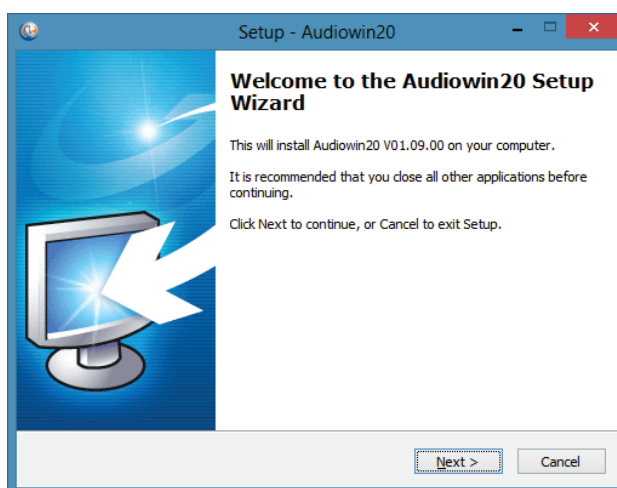 Setup - Audiowin20
Welcome to the Audiowin20 Setup
Wizard
This will install Audiowin20 V01.09.00 on your computer.
It is recommended that you close all other applications before
continuing.
Click Next to continue, or Cancel to exit Setup.
Next >
Cancel